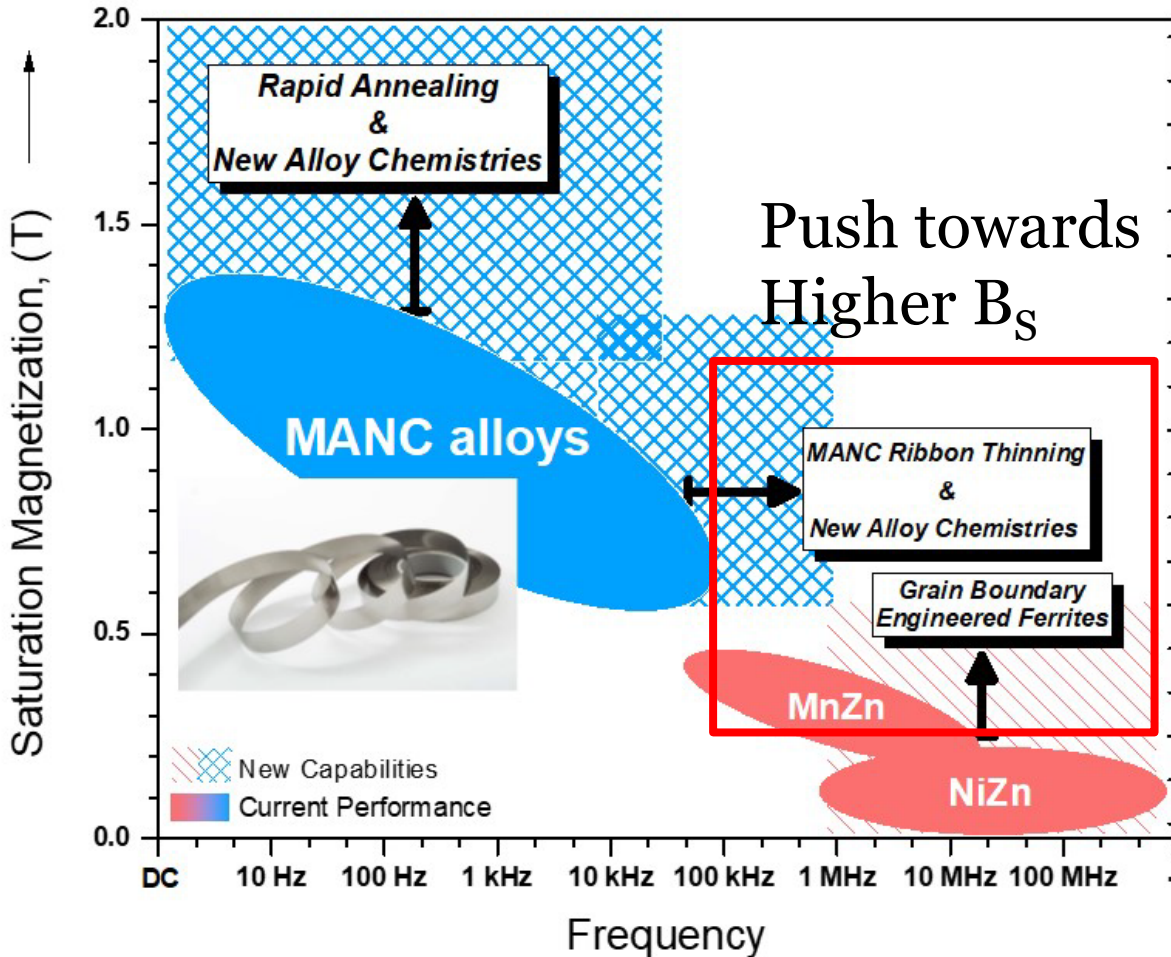 Saturation Magnetization, (T)
2.0
1.5
1.0
0.5
0.0
Rapid Annealing
&
New Alloy Chemistries
Push towards
Higher B_S
MANC alloys
MANC Ribbon Thinning
&
New Alloy Chemistries
Grain Boundary
Engineered Ferrites
MnZn
NiZn
New Capabilities
Current Performance
DC 10 Hz 100 Hz 1 kHz 10 kHz 100 kHz 1 MHz 10 MHz 100 MHz
Frequency